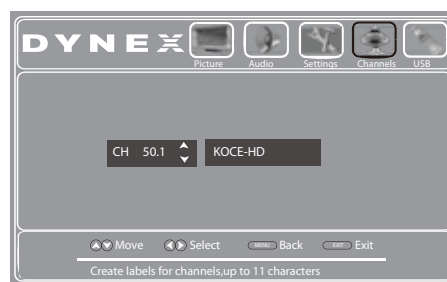 DYNEX
Picture Audio Settings Channels USB
CH 50.1 KOCE-HD
Move Select MENU Back EXIT Exit
Create labels for channels,up to 11 characters